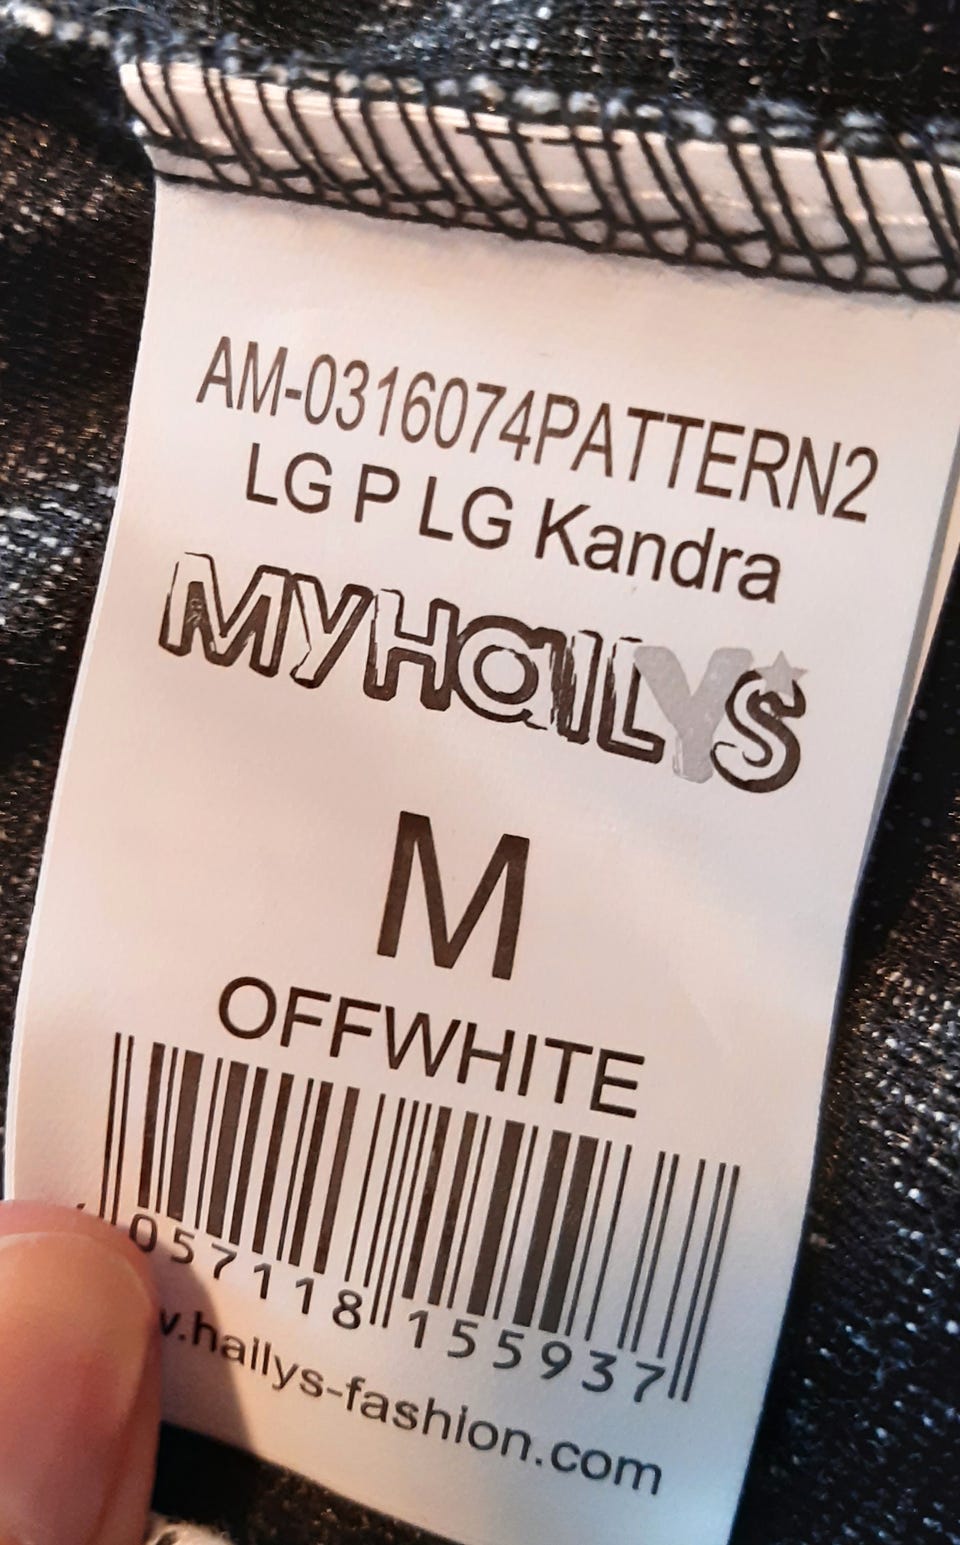 AM-0316074PATTERN2
LG P LG Kandra
MYHaiLYS
M
OFFWHITE
057118 155937
.hailys-fashion.com